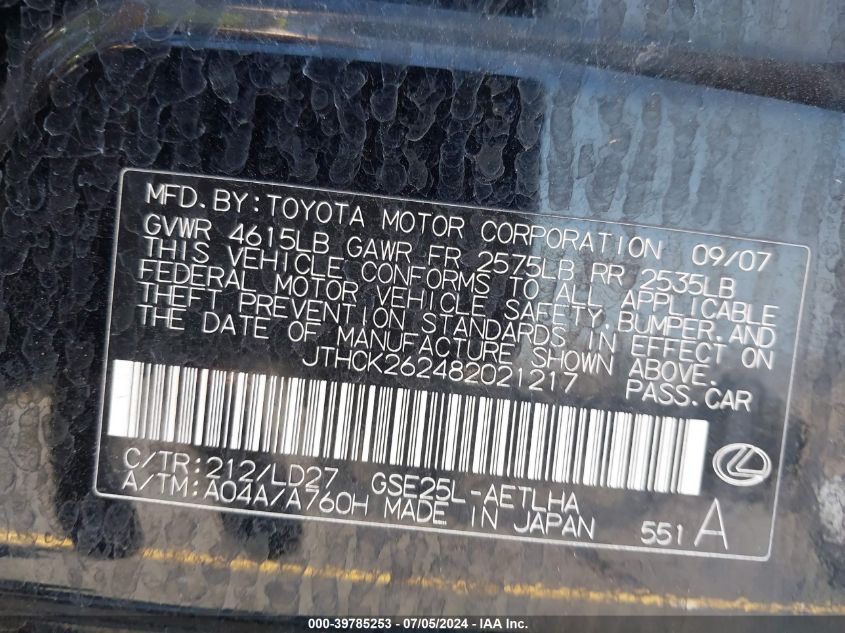 MFD. BY: TOYOTA MOTOR CORPORATION 09/07
GVWR 4615LB GAWR FR 2575LB RR 2535LB
THIS VEHICLE CONFORMS TO ALL APPLICABLE
FEDERAL MOTOR VEHICLE SAFETY, BUMPER, AND
THEFT PREVENTION STANDARDS IN EFFECT ON
THE DATE OF MANUFACTURE SHOWN ABOVE.
JTHCK262482021217 PASS. CAR
C/TR: 212/LD27 GSE25L-AETLHA
A/TM: A04A/A760H MADE IN JAPAN 551 A
000-39785253 - 07/05/2024 - IAA Inc.